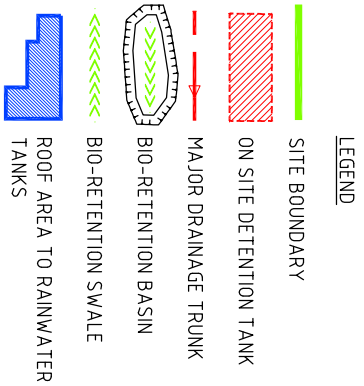 LEGEND
SITE BOUNDARY
ON SITE DETENTION TANK
MAJOR DRAINAGE TRUNK
BIO-RETENTION BASIN
BIO-RETENTION SWALE
ROOF AREA TO RAINWATER
TANKS